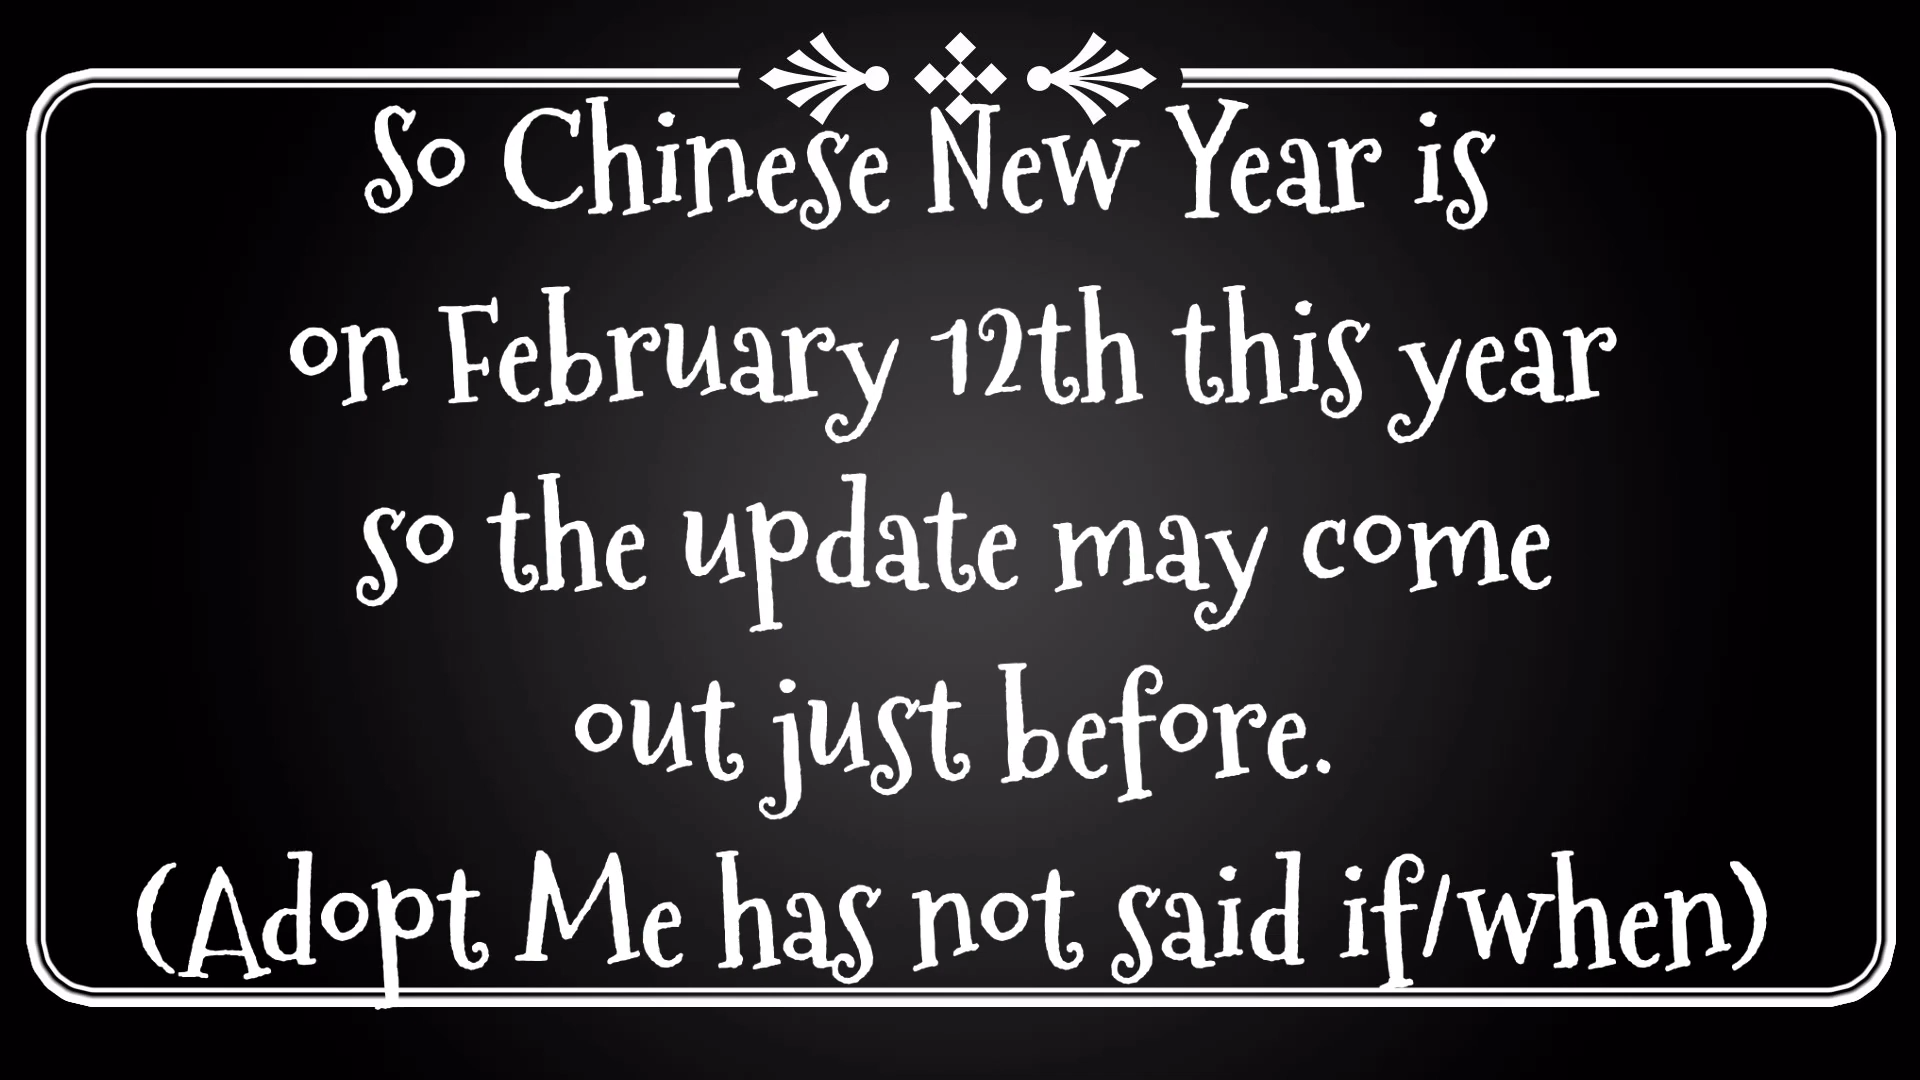 So Chinese New Year is
on February 12th this year
so the update may come
out just before.
(Adopt Me has not said if/when)